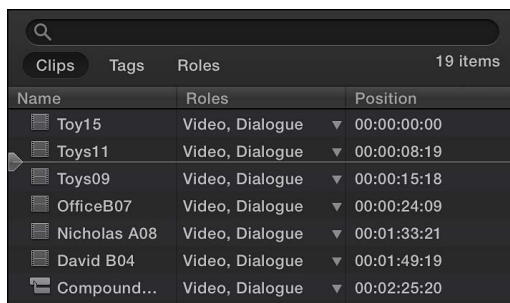 Clips Tags Roles 19 items
Name Roles Position
Toy15 Video, Dialogue 00:00:00:00
Toys11 Video, Dialogue 00:00:08:19
Toys09 Video, Dialogue 00:00:15:18
OfficeB07 Video, Dialogue 00:00:24:09
Nicholas A08 Video, Dialogue 00:01:33:21
David B04 Video, Dialogue 00:01:49:19
Compound... Video, Dialogue 00:02:25:20